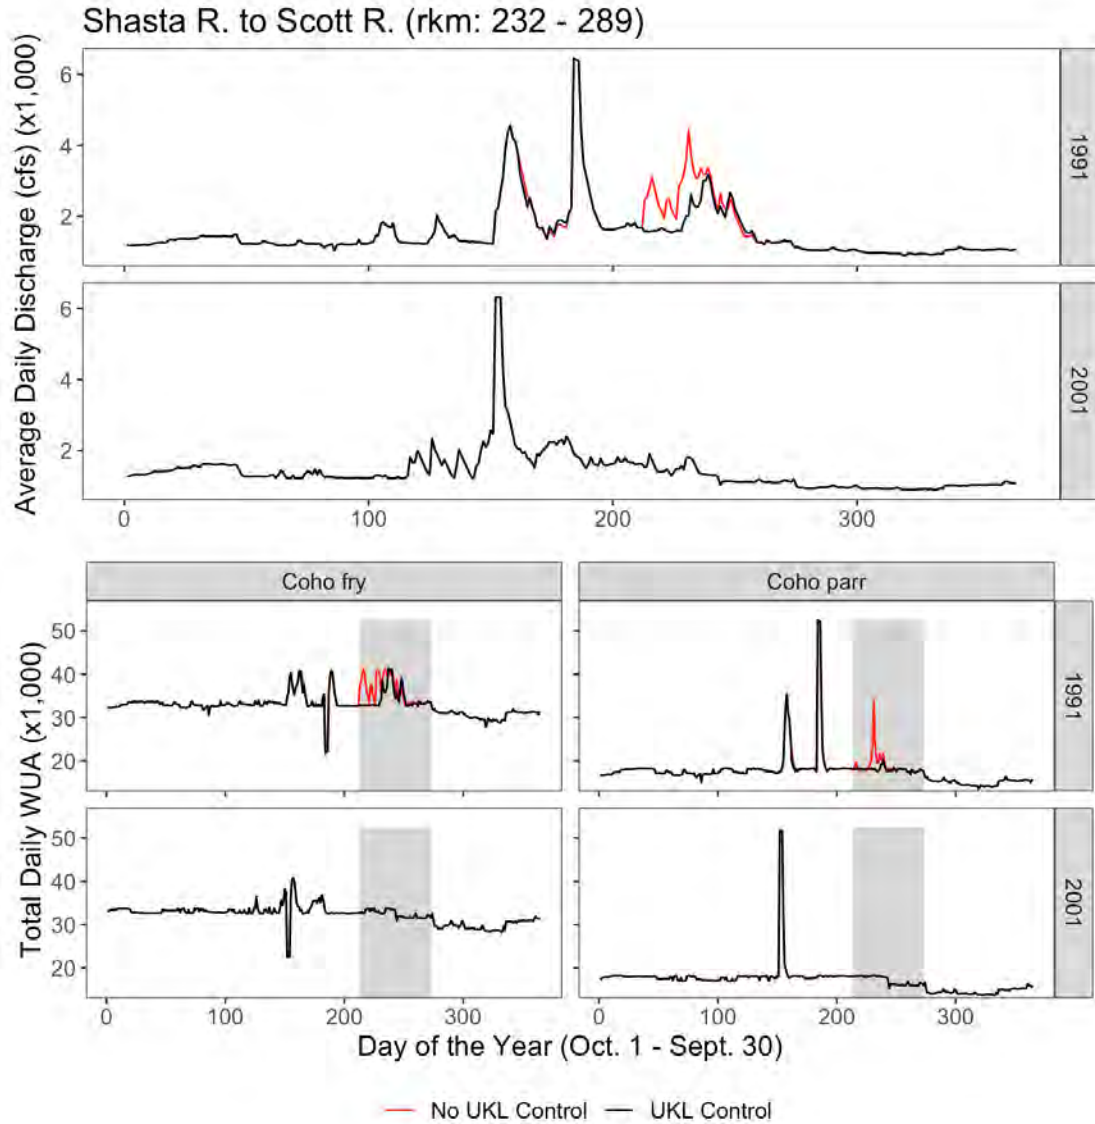 Shasta R. to Scott R. (rkm: 232 - 289)
Average Daily Discharge (cfs) (x1,000)
6
4
2
1991
6
4
2
2001
0 100 200 300
Coho fry Coho parr
Total Daily WUA (x1,000)
50
40
30
20
1991
50
40
30
20
2001
0 100 200 300 0 100 200 300
Day of the Year (Oct. 1 - Sept. 30)
No UKL Control UKL Control